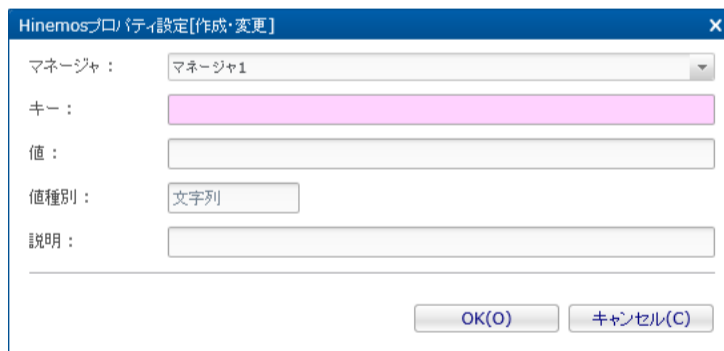 Hinemosプロパティ設定[作成・変更]
マネージャ：
マネージャ1
キー：
値：
値種別：
文字列
説明：
OK(O)
キャンセル(C)